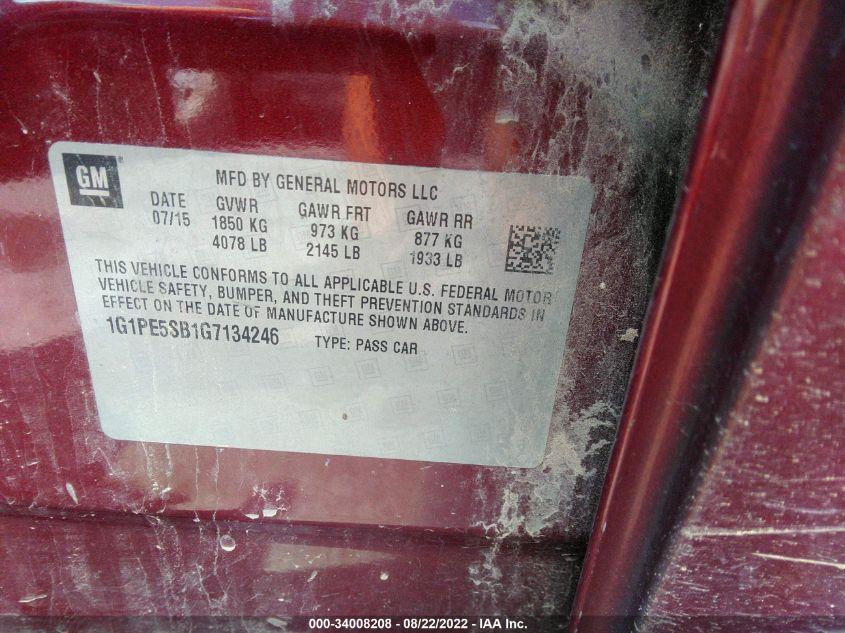 GM
MFD BY GENERAL MOTORS LLC
DATE GVWR GAWR FRT GAWR RR
07/15 1850 KG 973 KG 877 KG
4078 LB 2145 LB 1933 LB
THIS VEHICLE CONFORMS TO ALL APPLICABLE U.S. FEDERAL MOTOR
VEHICLE SAFETY, BUMPER, AND THEFT PREVENTION STANDARDS IN
EFFECT ON THE DATE OF MANUFACTURE SHOWN ABOVE.
1G1PE5SB1G7134246 TYPE: PASS CAR
000-34008208 - 08/22/2022 - IAA Inc.